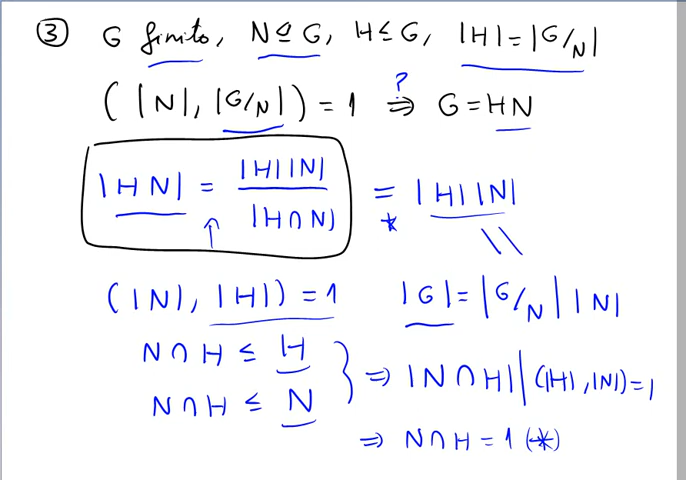 ③ G finito, N ⊴ G, H ≤ G, |H| = |G/N|
(|N|, |G/N|) = 1 ?⇒ G = HN
|HN| = |H||N| / |H∩N| =* |H||N|
(|N|, |H|) = 1 |G| = |G/N| |N|
N∩H ≤ H
N∩H ≤ N } ⇒ |N∩H| | (|H|, |N|) = 1
⇒ N∩H = 1 (*)